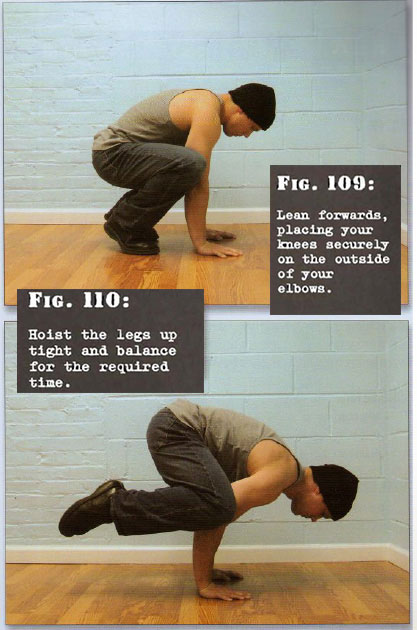 FIG. 109:
Lean forwards,
placing your
knees securely
on the outside
of your
elbows.
FIG. 110:
Hoist the legs up
tight and balance
for the required
time.